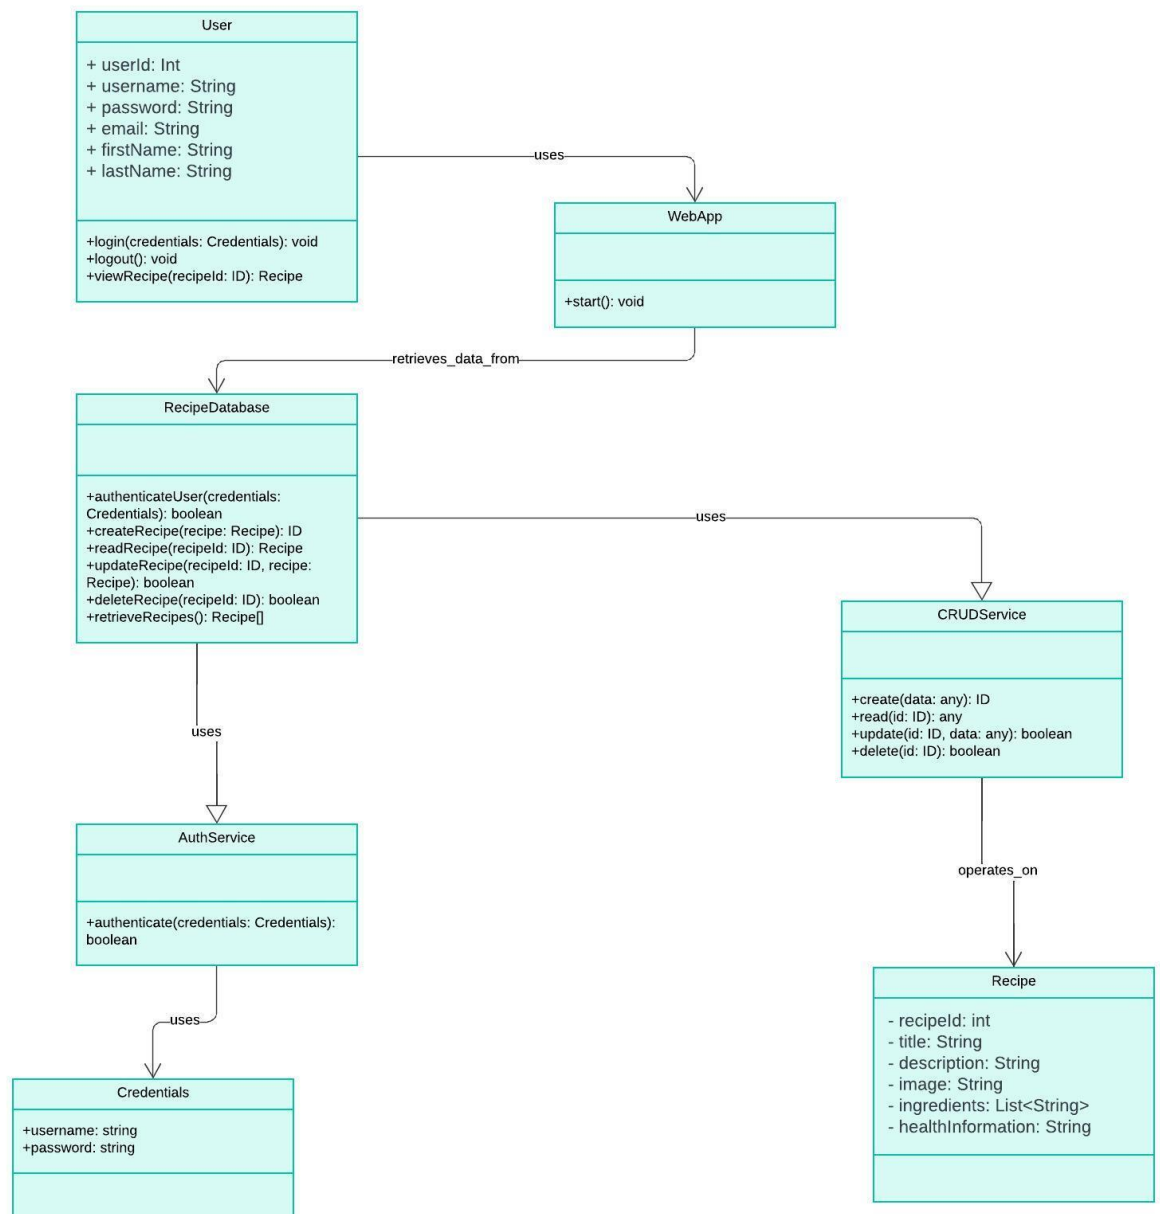 User
+ userId: Int
+ username: String
+ password: String
+ email: String
+ firstName: String
+ lastName: String
+login(credentials: Credentials): void
+logout(): void
+viewRecipe(recipeId: ID): Recipe
uses
WebApp
+start(): void
retrieves_data_from
RecipeDatabase
+authenticateUser(credentials:
Credentials): boolean
+createRecipe(recipe: Recipe): ID
+readRecipe(recipeId: ID): Recipe
+updateRecipe(recipeId: ID, recipe:
Recipe): boolean
+deleteRecipe(recipeId: ID): boolean
+retrieveRecipes(): Recipe[]
uses
CRUDService
+create(data: any): ID
+read(id: ID): any
+update(id: ID, data: any): boolean
+delete(id: ID): boolean
uses
AuthService
+authenticate(credentials: Credentials):
boolean
operates_on
Recipe
- recipeId: int
- title: String
- description: String
- image: String
- ingredients: List<String>
- healthInformation: String
uses
Credentials
+username: string
+password: string